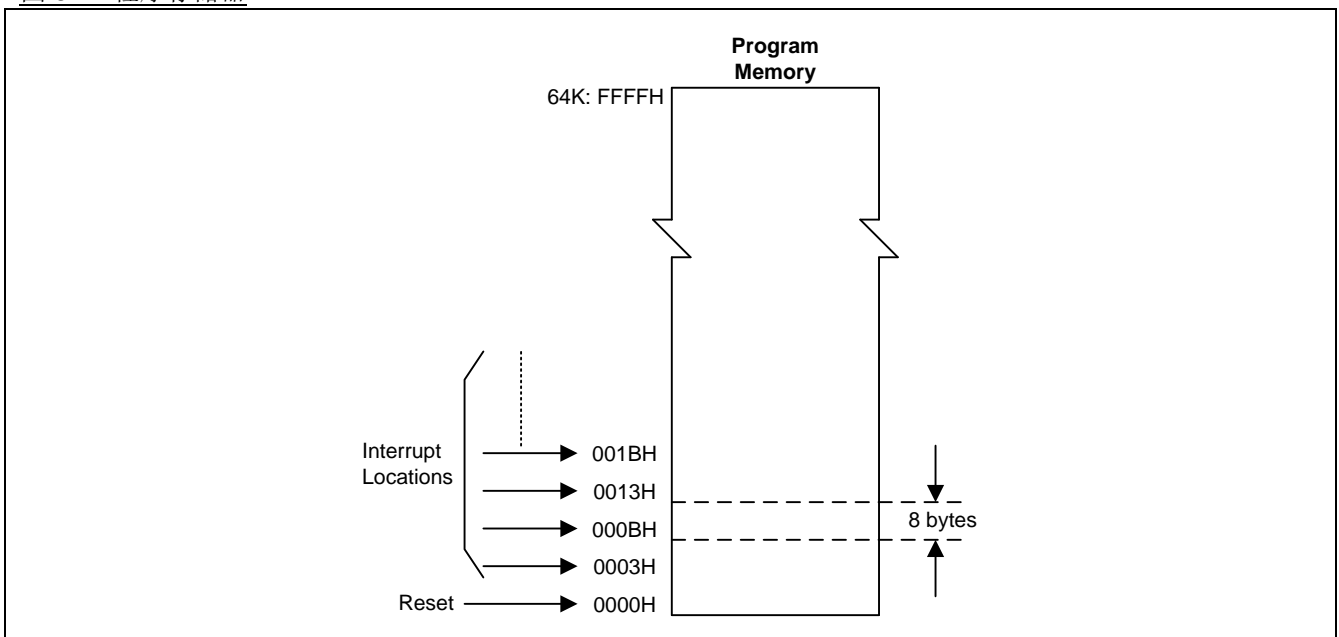 Program
Memory
64K: FFFFH
Interrupt
Locations
001BH
0013H
000BH
0003H
8 bytes
Reset
0000H